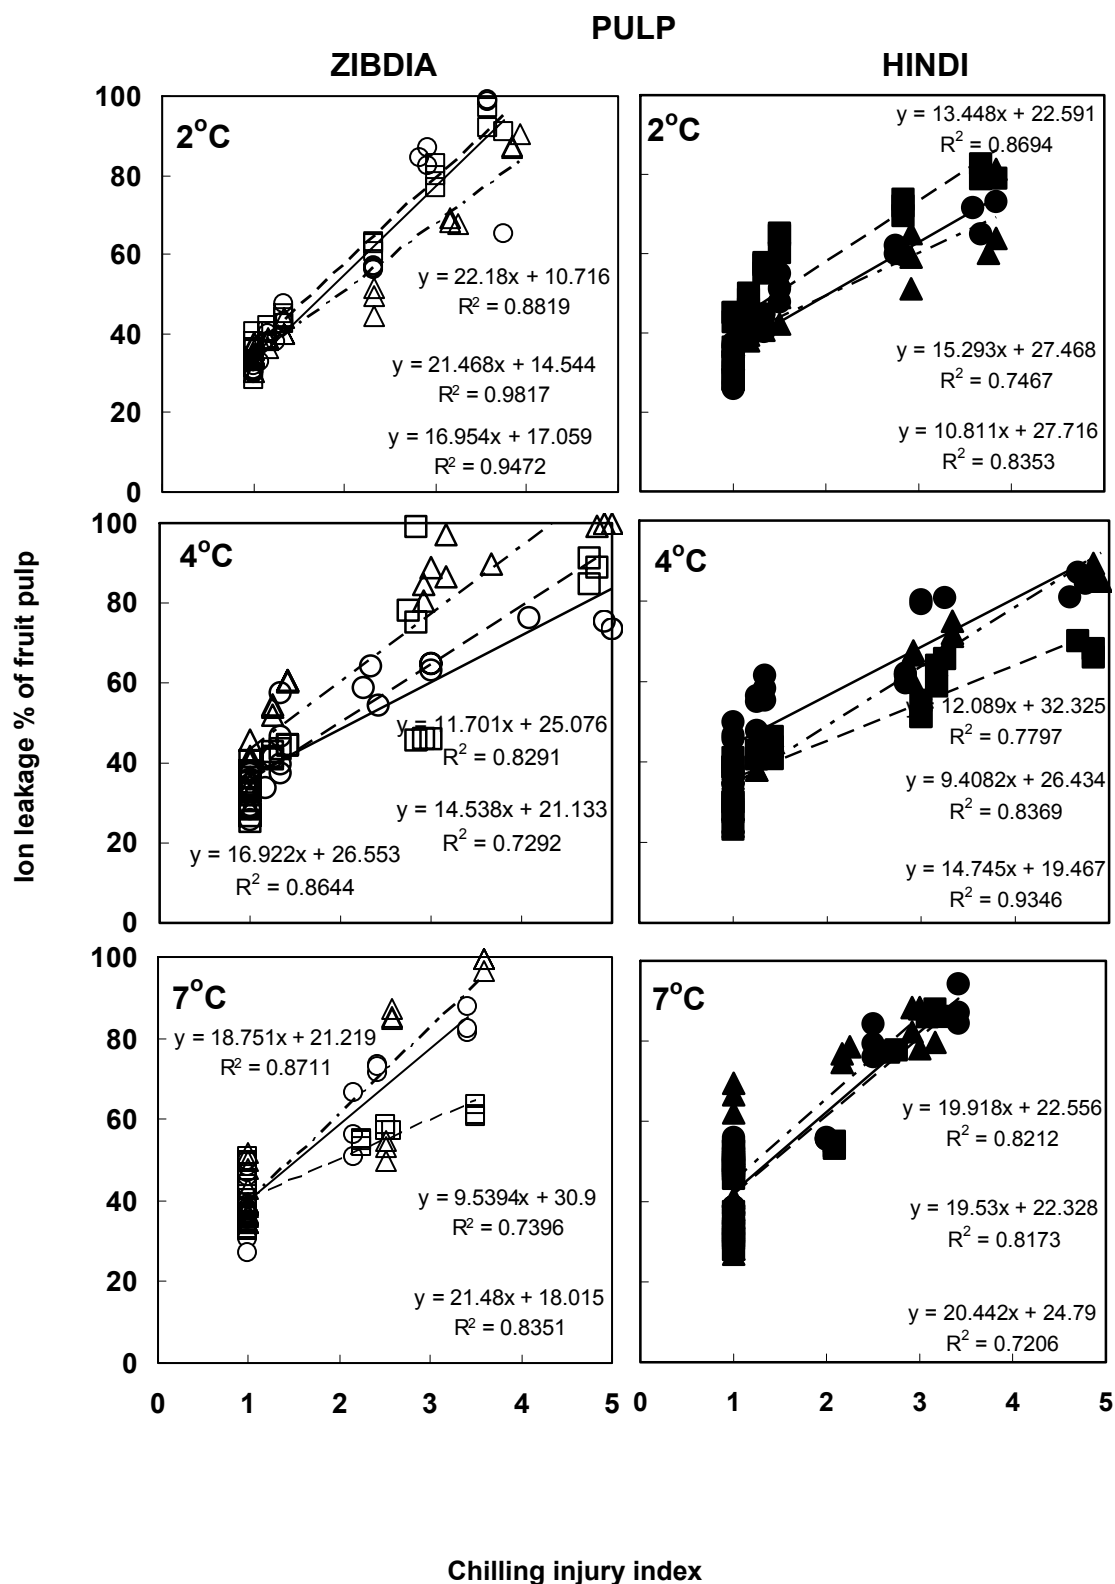 PULP
ZIBDIA
HINDI
Ion leakage % of fruit pulp
100
80
60
40
20
0
2°C
y = 22.18x + 10.716
R² = 0.8819
y = 21.468x + 14.544
R² = 0.9817
y = 16.954x + 17.059
R² = 0.9472
2°C
y = 13.448x + 22.591
R² = 0.8694
y = 15.293x + 27.468
R² = 0.7467
y = 10.811x + 27.716
R² = 0.8353
100
80
60
40
20
0
4°C
y = 11.701x + 25.076
R² = 0.8291
y = 14.538x + 21.133
R² = 0.7292
y = 16.922x + 26.553
R² = 0.8644
4°C
y = 12.089x + 32.325
R² = 0.7797
y = 9.4082x + 26.434
R² = 0.8369
y = 14.745x + 19.467
R² = 0.9346
100
80
60
40
20
0
7°C
y = 18.751x + 21.219
R² = 0.8711
y = 9.5394x + 30.9
R² = 0.7396
y = 21.48x + 18.015
R² = 0.8351
7°C
y = 19.918x + 22.556
R² = 0.8212
y = 19.53x + 22.328
R² = 0.8173
y = 20.442x + 24.79
R² = 0.7206
0 1 2 3 4 5
0 1 2 3 4 5
Chilling injury index